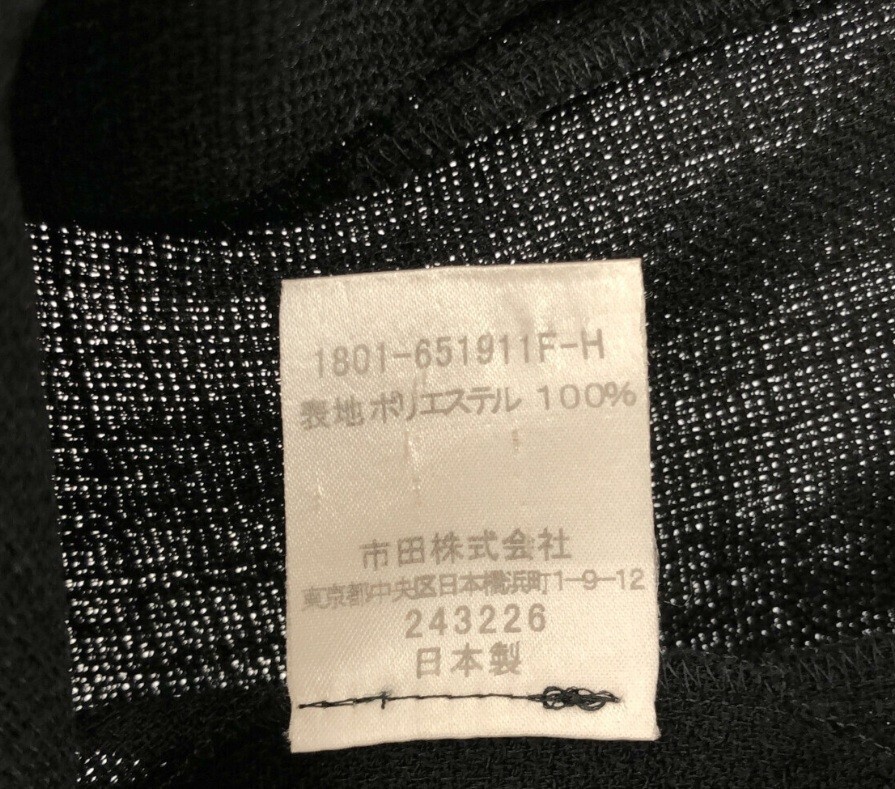 1801-651911F-H
表地 ポリエステル 100%
市田株式会社
東京都中央区日本橋浜町1-9-12
243226
日本製